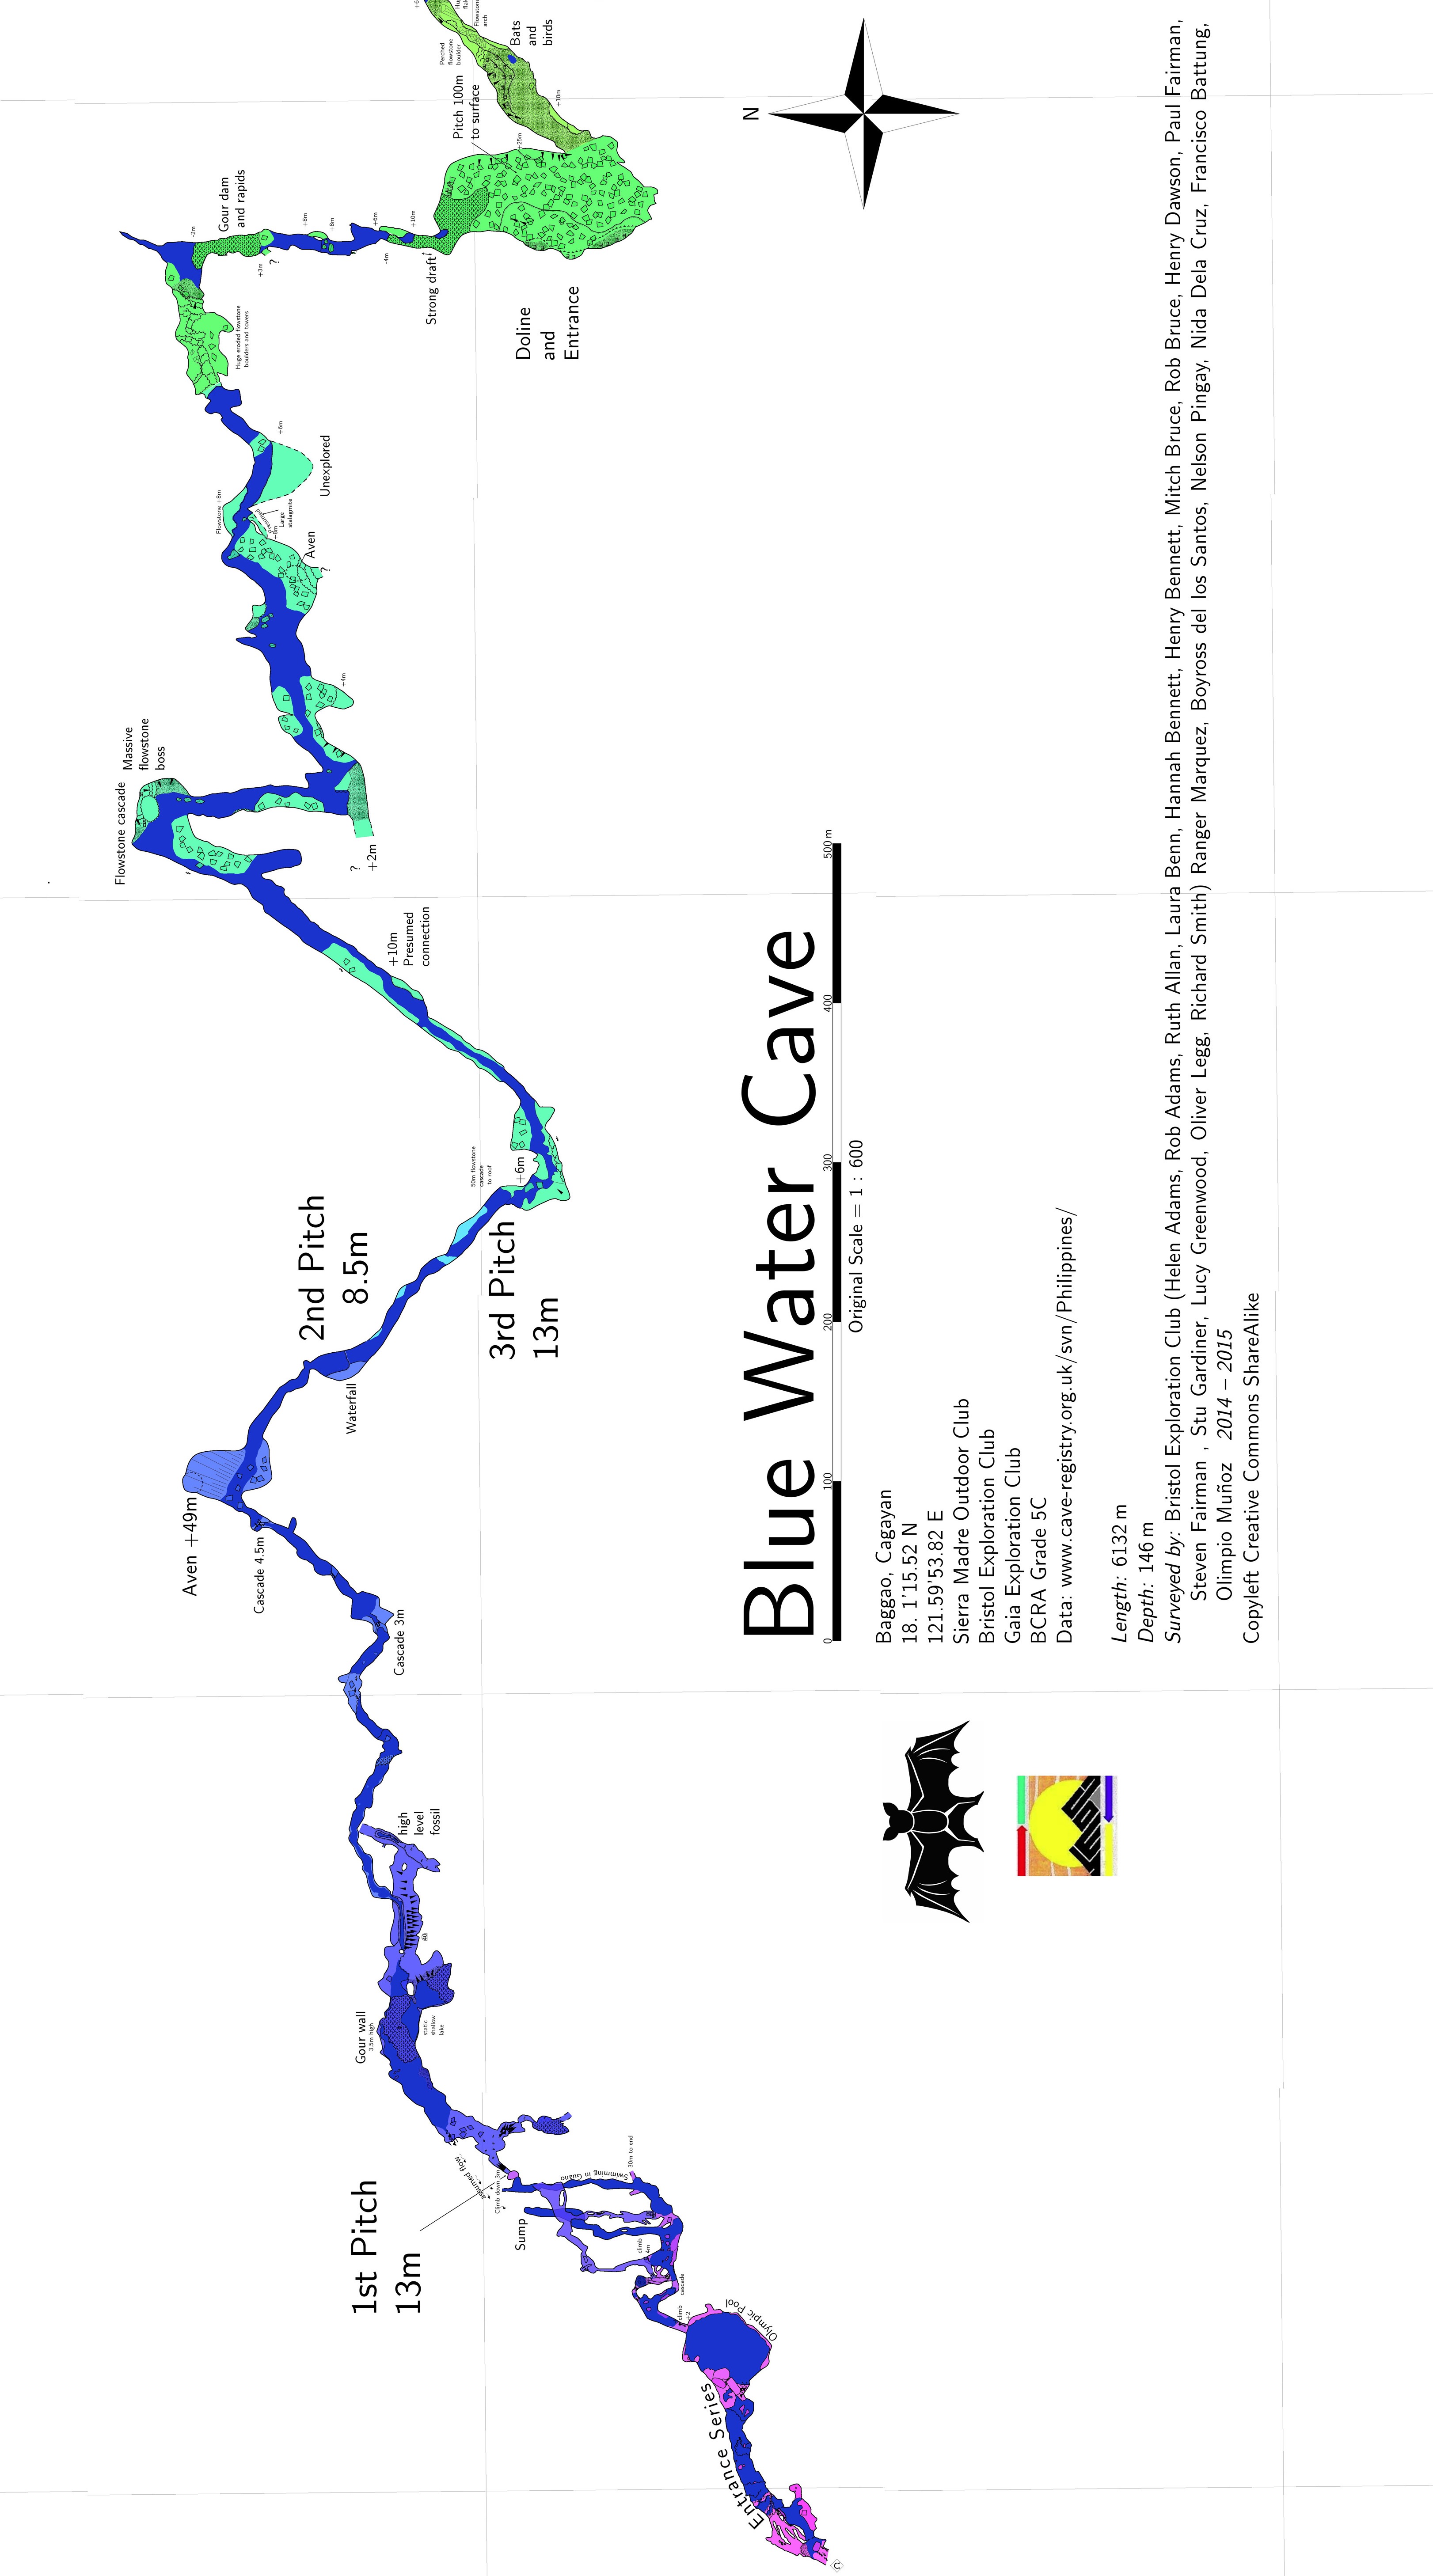 Blue Water Cave
0 100 200 300 400 500 m
Original Scale = 1 : 600
Baggao, Cagayan
18. 1'15.52 N
121.59'53.82 E
Sierra Madre Outdoor Club
Bristol Exploration Club
Gaia Exploration Club
BCRA Grade 5C
Data: www.cave-registry.org.uk/svn/Philippines/
Length: 6132 m
Depth: 146 m
Surveyed by: Bristol Exploration Club (Helen Adams, Rob Adams, Ruth Allan, Laura Benn, Hannah Bennett, Henry Bennett, Mitch Bruce, Rob Bruce, Henry Dawson, Paul Fairman,
Steven Fairman , Stu Gardiner, Lucy Greenwood, Oliver Legg, Richard Smith) Ranger Marquez, Boyross del los Santos, Nelson Pingay, Nida Dela Cruz, Francisco Battung,
Olimpio Muñoz 2014 – 2015
Copyleft Creative Commons ShareAlike
N
Entrance Series
Olympic Pool
climb
+2
cascade
climb
4m
30m to end
Swimming in Guano
Sump
Climb down 3m
assumed flow
1st Pitch
13m
Gour wall
3.5m high
static
shallow
lake
40
high
level
fossil
Cascade 3m
Cascade 4.5m
Aven +49m
Waterfall
2nd Pitch
8.5m
3rd Pitch
13m
50m flowstone
cascade
to roof
+6m
+10m
Presumed
connection
Flowstone cascade
Massive
flowstone
boss
?
+2m
+4m
Aven
?
Flowstone +8m
+8m
Large
stalagmite
Unexplored
+6m
Huge eroded flowstone
boulders and towers
-2m
Gour dam
and rapids
+3m
?
+8m
+8m
+6m
-4m
+10m
Strong draft
Doline
and
Entrance
Pitch 100m
to surface
-25m
+10m
Perched
flowstone
boulder
Flowstone
arch
Bats
and
birds